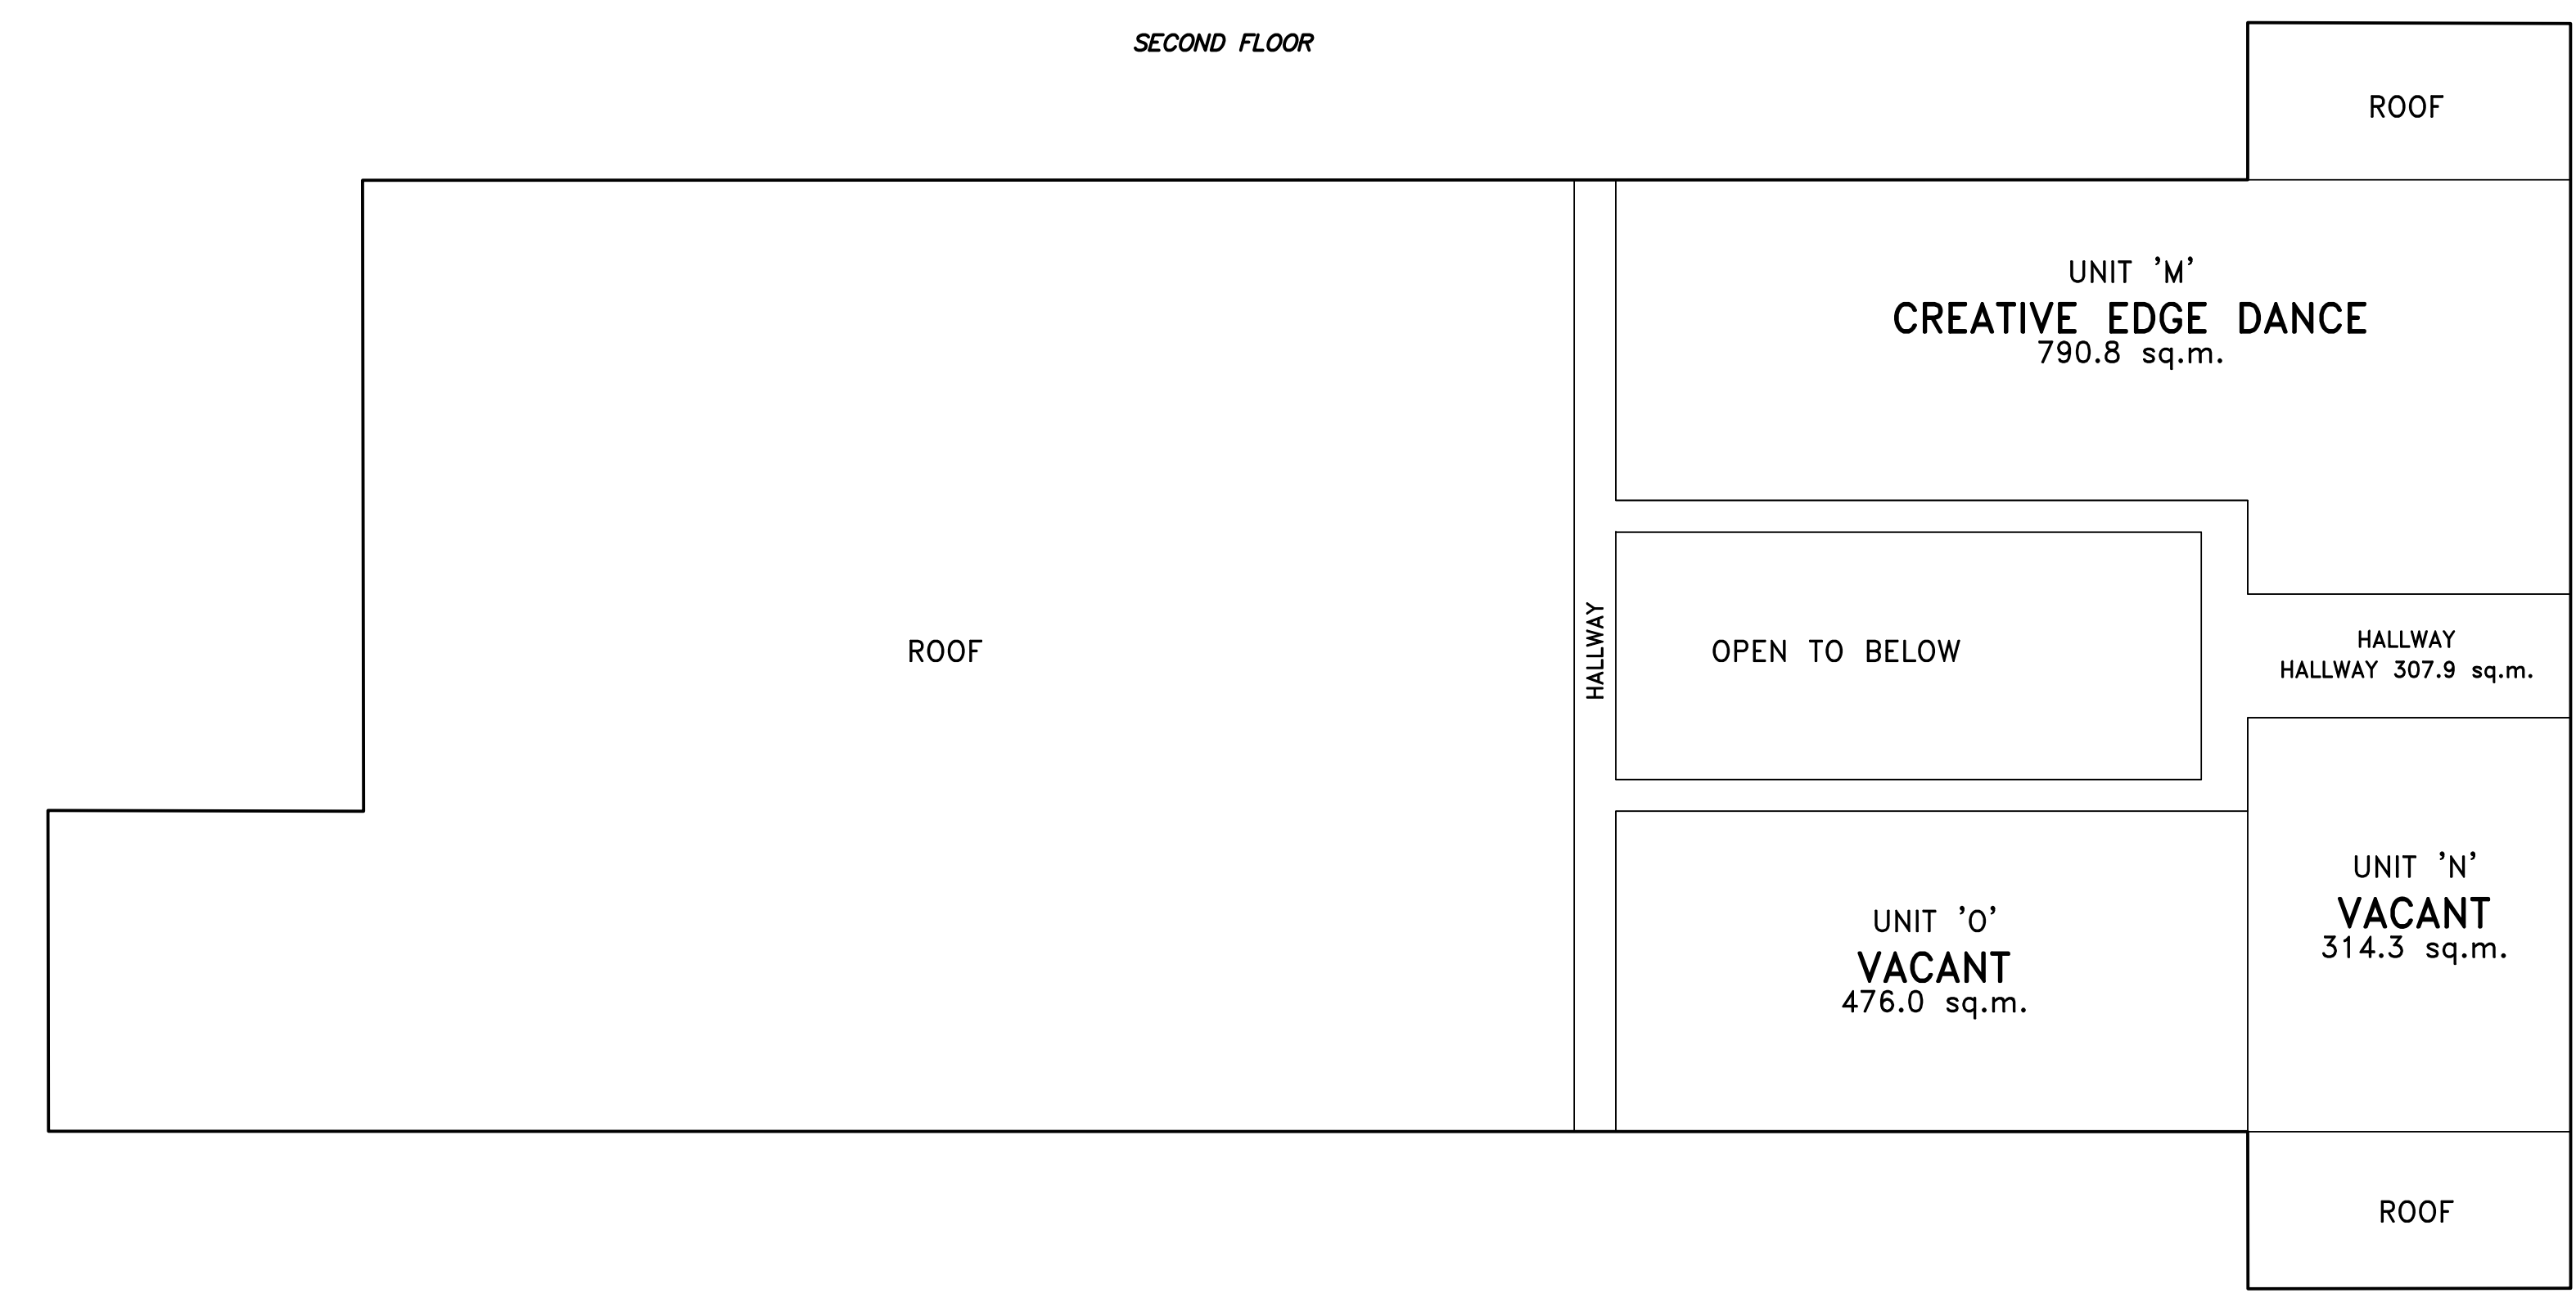 SECOND FLOOR
ROOF
UNIT 'M'
CREATIVE EDGE DANCE
790.8 sq.m.
ROOF
HALLWAY
OPEN TO BELOW
HALLWAY
HALLWAY 307.9 sq.m.
UNIT 'O'
VACANT
476.0 sq.m.
UNIT 'N'
VACANT
314.3 sq.m.
ROOF